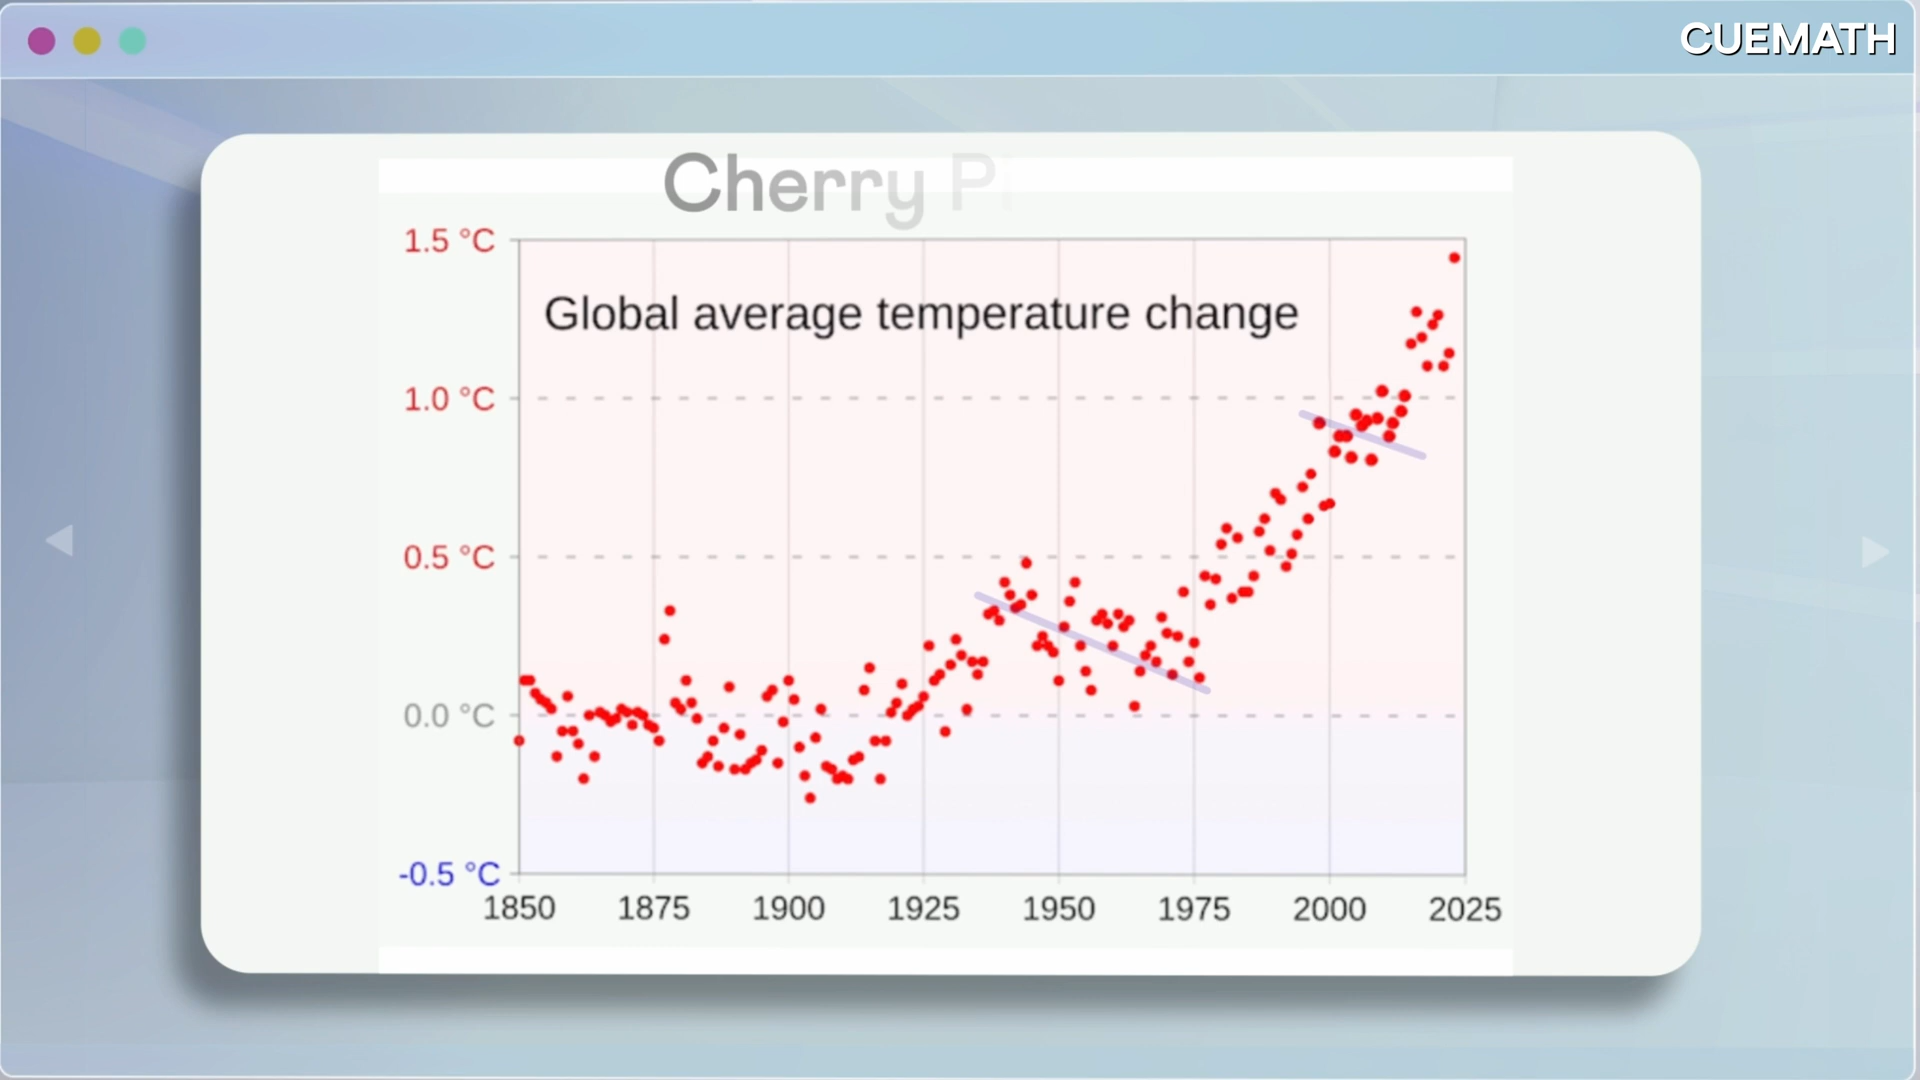 CUEMATH
Cherry Pi
1.5 °C
Global average temperature change
1.0 °C
0.5 °C
0.0 °C
-0.5 °C
1850 1875 1900 1925 1950 1975 2000 2025